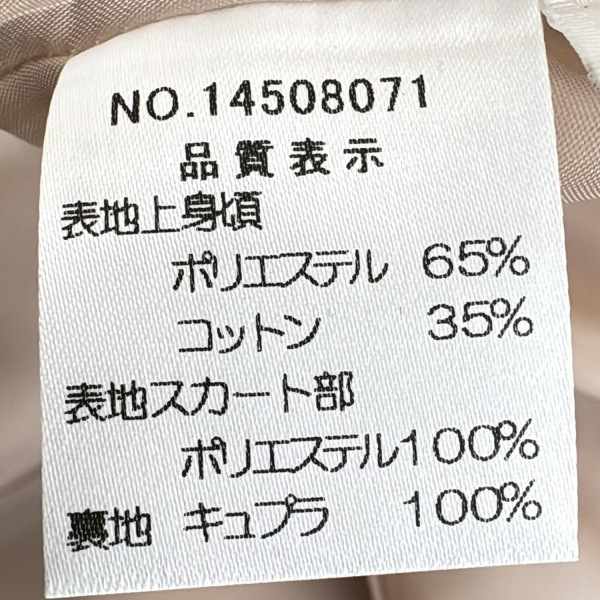 NO.14508071
品質表示
表地上身頃
ポリエステル 65%
コットン 35%
表地スカート部
ポリエステル100%
裏地 キュプラ 100%